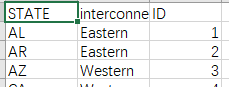 STATE interconne ID
AL Eastern 1
AR Eastern 2
AZ Western 3